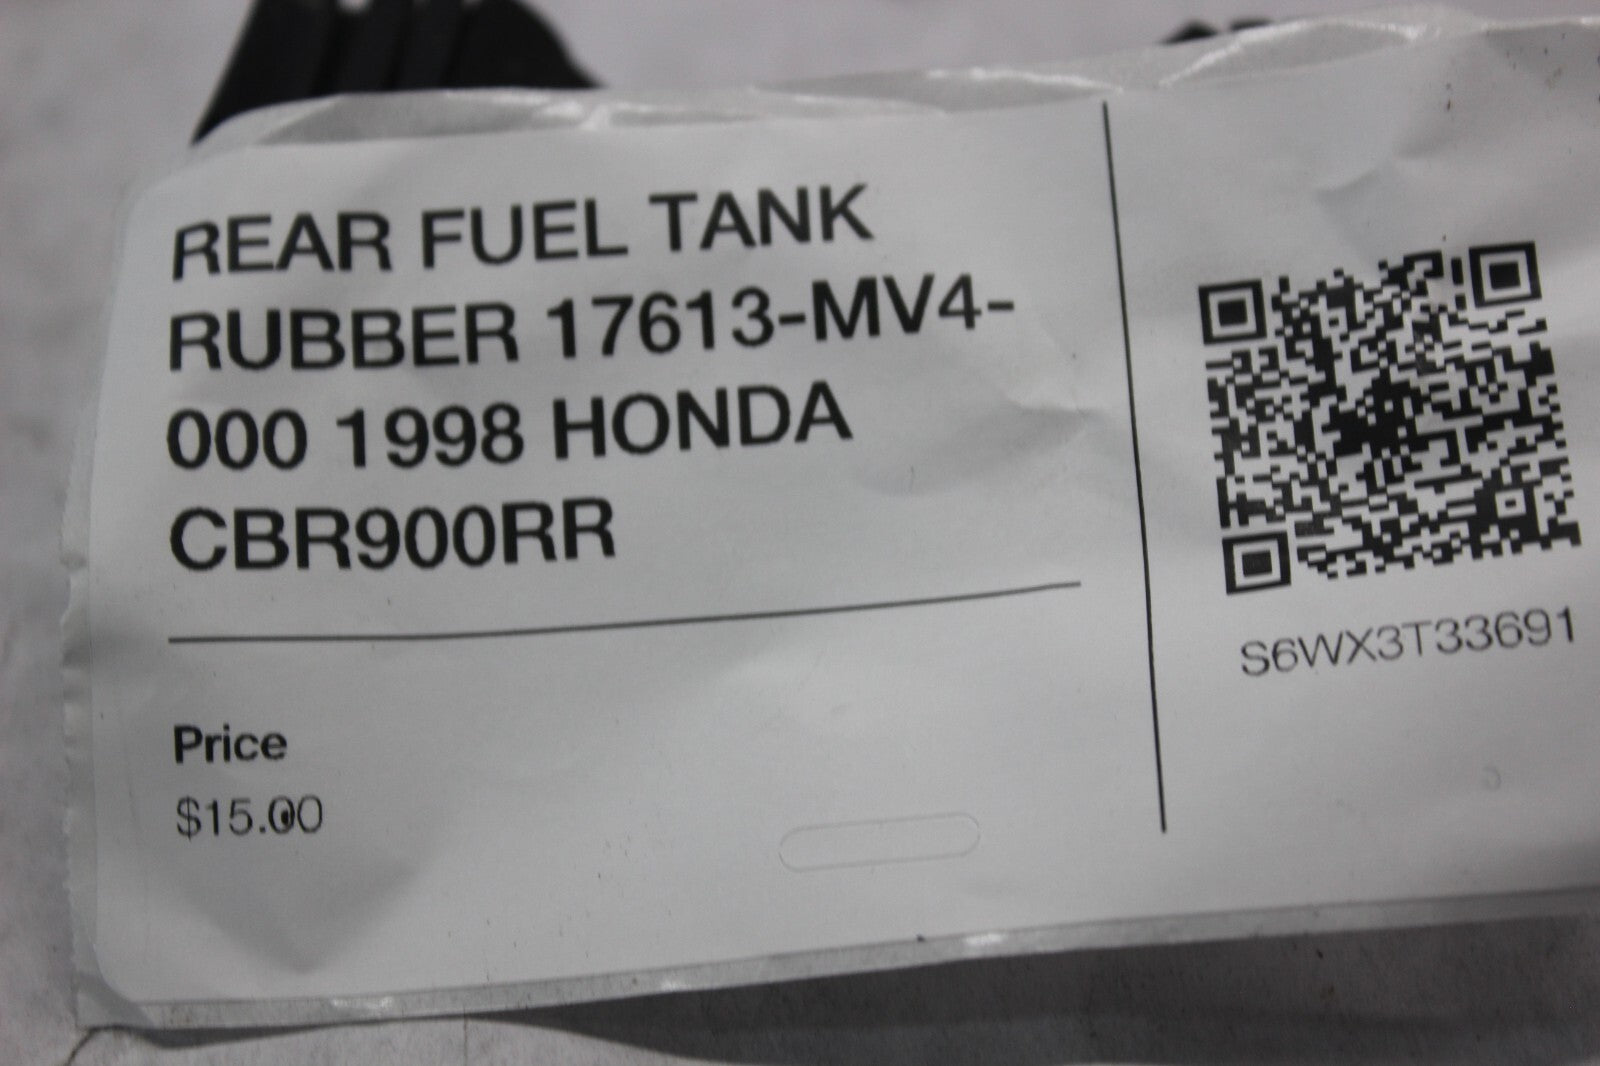 REAR FUEL TANK
RUBBER 17613-MV4-
000 1998 HONDA
CBR900RR
Price
$15.00
S6WX3T33691